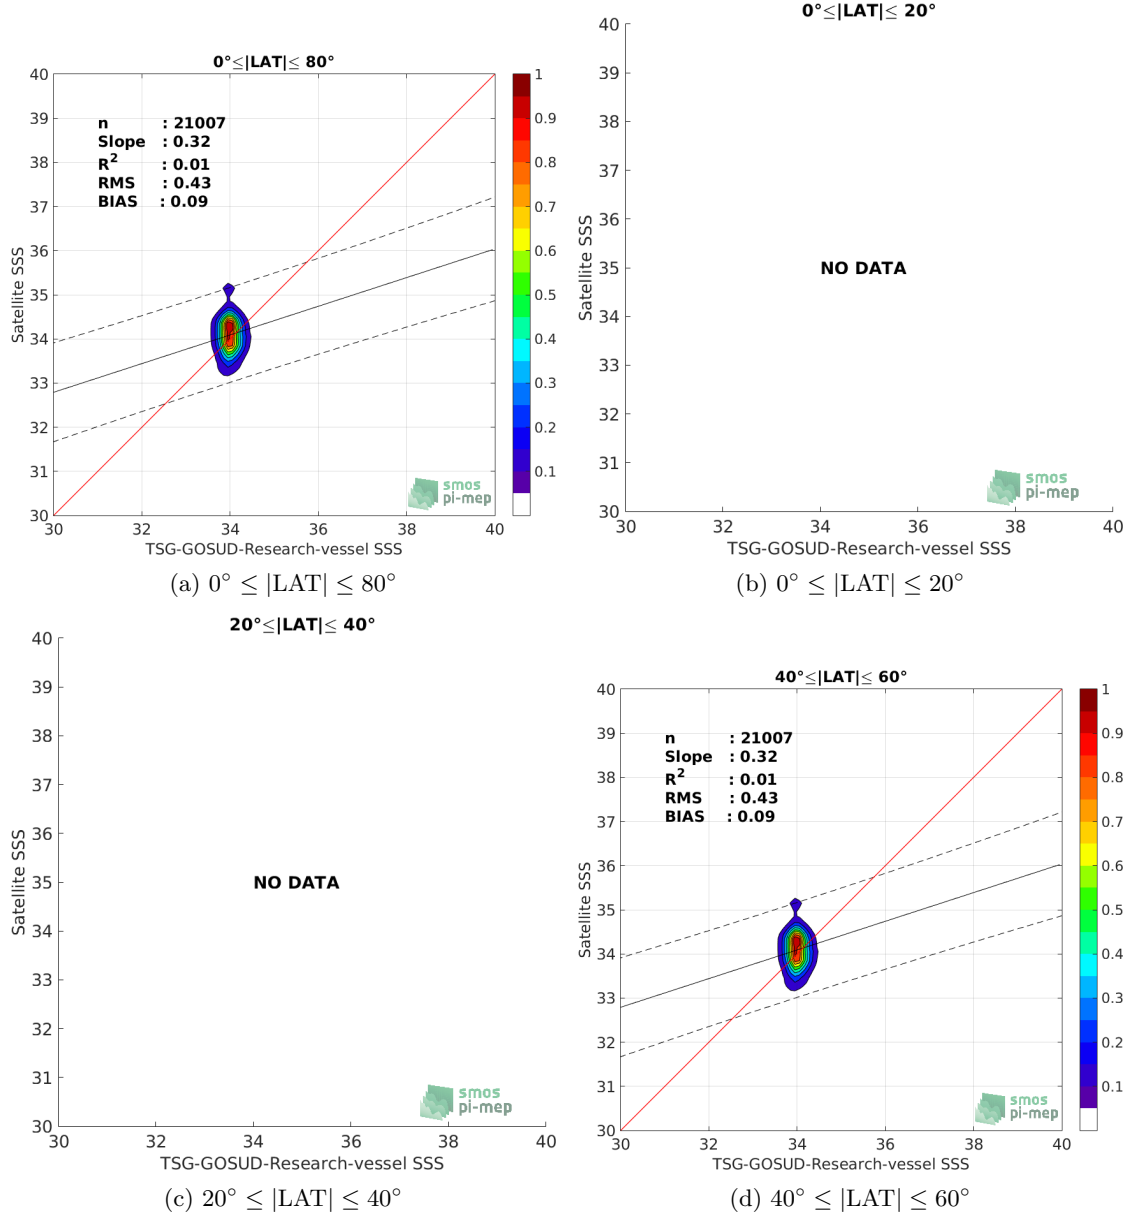 0°≤|LAT|≤ 80°
n : 21007
Slope : 0.32
R² : 0.01
RMS : 0.43
BIAS : 0.09
40
39
38
37
36
35
34
33
32
31
30
30 32 34 36 38 40
Satellite SSS
TSG-GOSUD-Research-vessel SSS
1
0.9
0.8
0.7
0.6
0.5
0.4
0.3
0.2
0.1
smos
pi-mep
(a) 0° ≤ |LAT| ≤ 80°
0°≤|LAT|≤ 20°
40
39
38
37
36
35
34
33
32
31
30
30 32 34 36 38 40
Satellite SSS
NO DATA
smos
pi-mep
TSG-GOSUD-Research-vessel SSS
(b) 0° ≤ |LAT| ≤ 20°
20°≤|LAT|≤ 40°
40
39
38
37
36
35
34
33
32
31
30
30 32 34 36 38 40
Satellite SSS
NO DATA
smos
pi-mep
TSG-GOSUD-Research-vessel SSS
(c) 20° ≤ |LAT| ≤ 40°
40°≤|LAT|≤ 60°
n : 21007
Slope : 0.32
R² : 0.01
RMS : 0.43
BIAS : 0.09
40
39
38
37
36
35
34
33
32
31
30
30 32 34 36 38 40
Satellite SSS
TSG-GOSUD-Research-vessel SSS
1
0.9
0.8
0.7
0.6
0.5
0.4
0.3
0.2
0.1
smos
pi-mep
(d) 40° ≤ |LAT| ≤ 60°